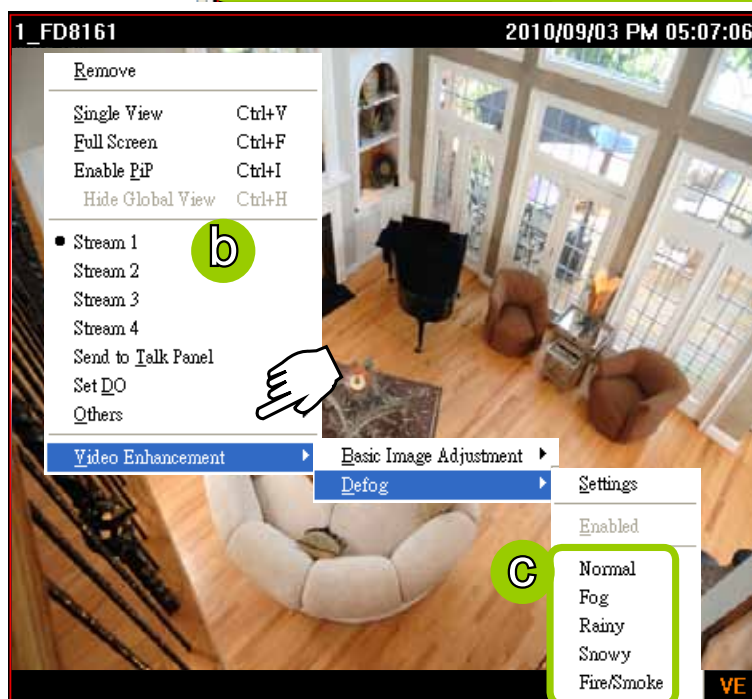 1_FD8161 2010/09/03 PM 05:07:06
Remove
Single View Ctrl+V
Full Screen Ctrl+F
Enable PiP Ctrl+I
Hide Global View Ctrl+H
Stream 1
b
Stream 2
Stream 3
Stream 4
Send to Talk Panel
Set DO
Others
Video Enhancement
Basic Image Adjustment
Defog
Settings
Enabled
C
Normal
Fog
Rainy
Snowy
Fire/Smoke
VE